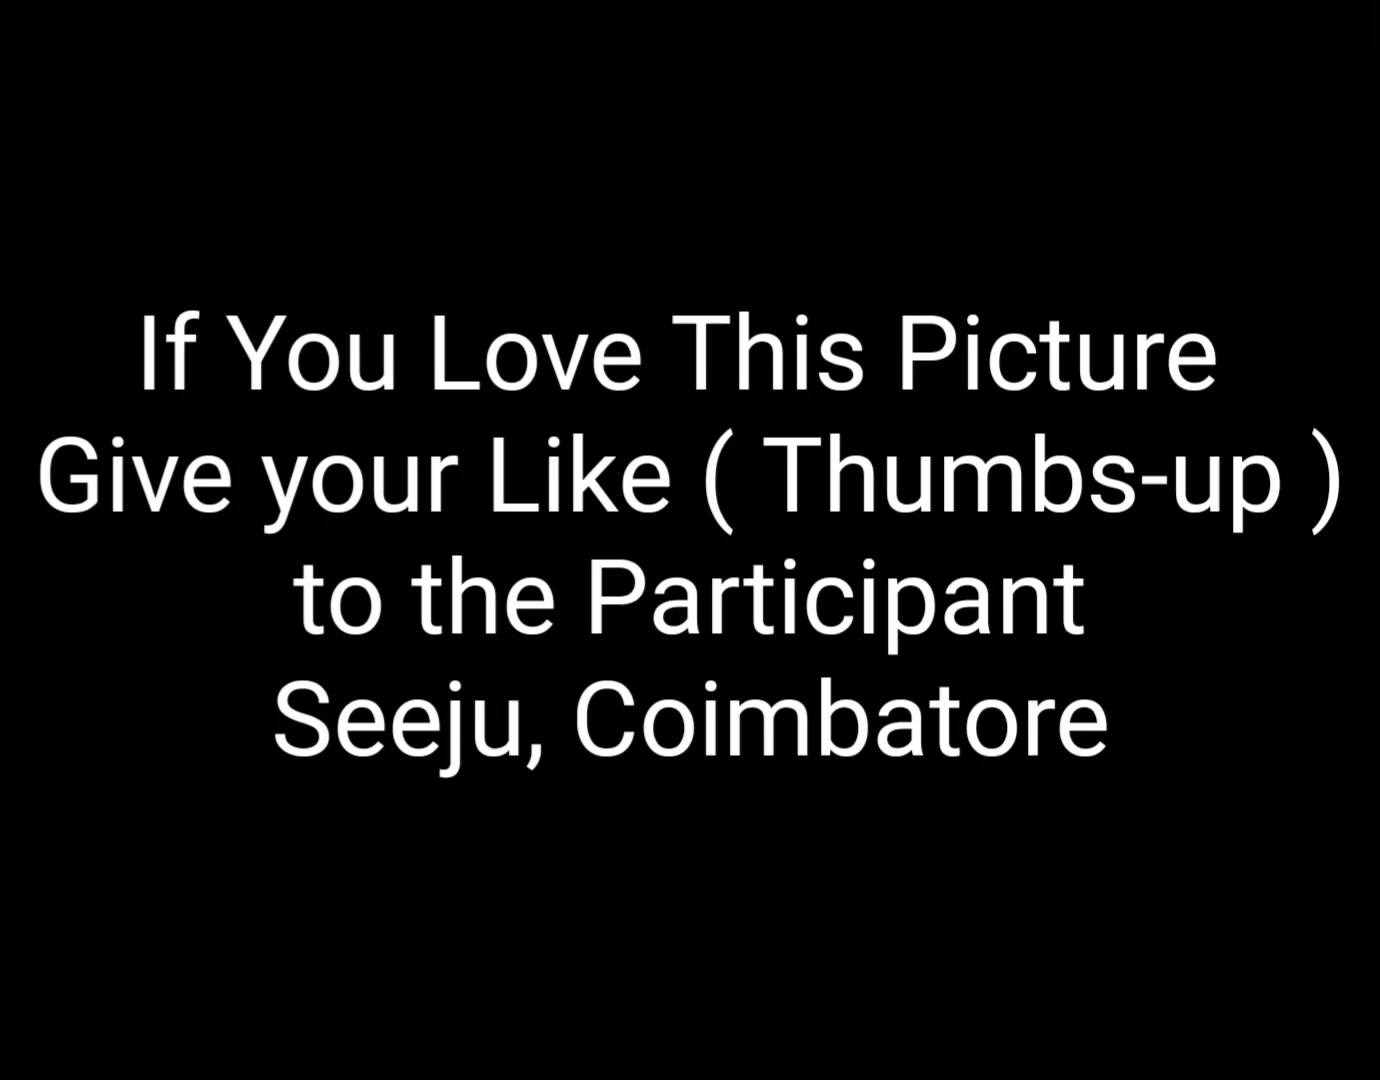 If You Love This Picture
Give your Like ( Thumbs-up )
to the Participant
Seeju, Coimbatore